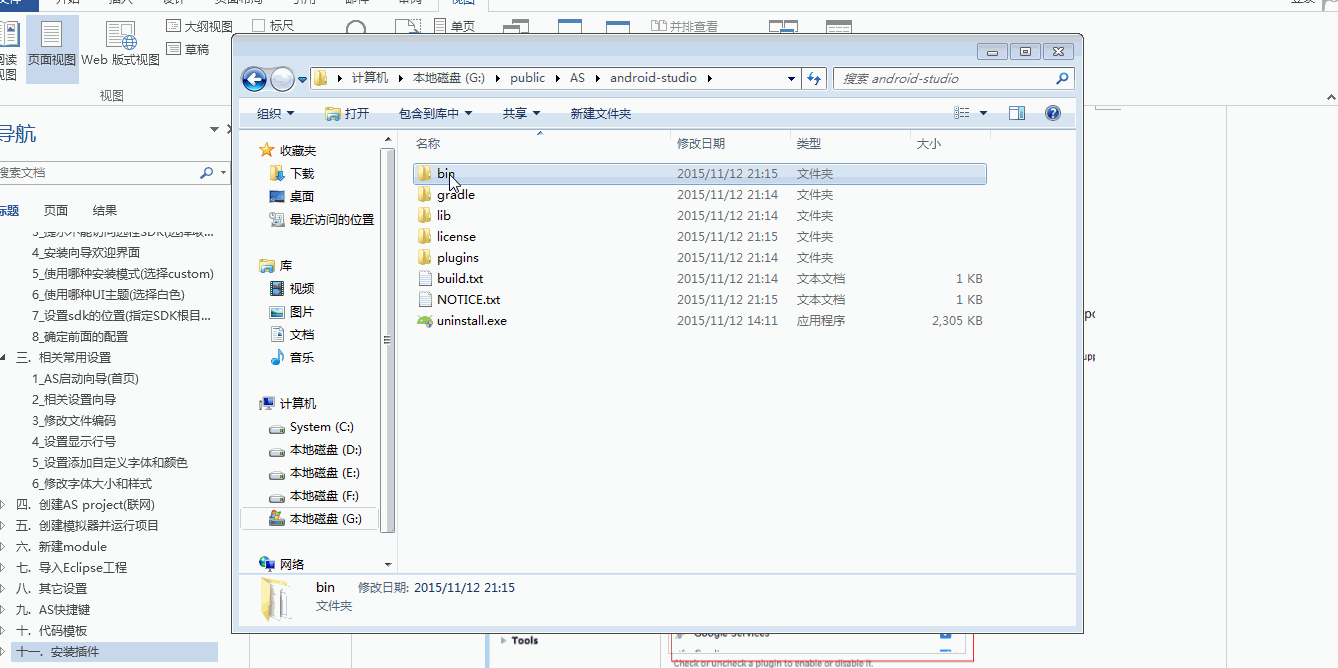 文件
开始
插入
设计
页面布局
引用
邮件
审阅
视图
登录
页面视图
Web 版式视图
大纲视图
草稿
标尺
单页
并排查看
视图
导航
搜索文档
标题 页面 结果
4_安装向导欢迎界面
5_使用哪种安装模式(选择custom)
6_使用哪种UI主题(选择白色)
7_设置sdk的位置(指定SDK根目...
8_确定前面的配置
三. 相关常用设置
1_AS启动向导(首页)
2_相关设置向导
3_修改文件编码
4_设置显示行号
5_设置添加自定义字体和颜色
6_修改字体大小和样式
四. 创建AS project(联网)
五. 创建模拟器并运行项目
六. 新建module
七. 导入Eclipse工程
八. 其它设置
九. AS快捷键
十. 代码模板
十一. 安装插件
计算机 本地磁盘 (G:) public AS android-studio
搜索 android-studio
组织 打开 包含到库中 共享 新建文件夹
收藏夹
下载
桌面
最近访问的位置
库
视频
图片
文档
音乐
计算机
System (C:)
本地磁盘 (D:)
本地磁盘 (E:)
本地磁盘 (F:)
本地磁盘 (G:)
网络
名称 修改日期 类型 大小
bin 2015/11/12 21:15 文件夹
gradle 2015/11/12 21:14 文件夹
lib 2015/11/12 21:14 文件夹
license 2015/11/12 21:15 文件夹
plugins 2015/11/12 21:14 文件夹
build.txt 2015/11/12 21:14 文本文档 1 KB
NOTICE.txt 2015/11/12 21:15 文本文档 1 KB
uninstall.exe 2015/11/12 14:11 应用程序 2,305 KB
bin 修改日期: 2015/11/12 21:15
文件夹
Tools
Google Services
Check or uncheck a plugin to enable or disable it.